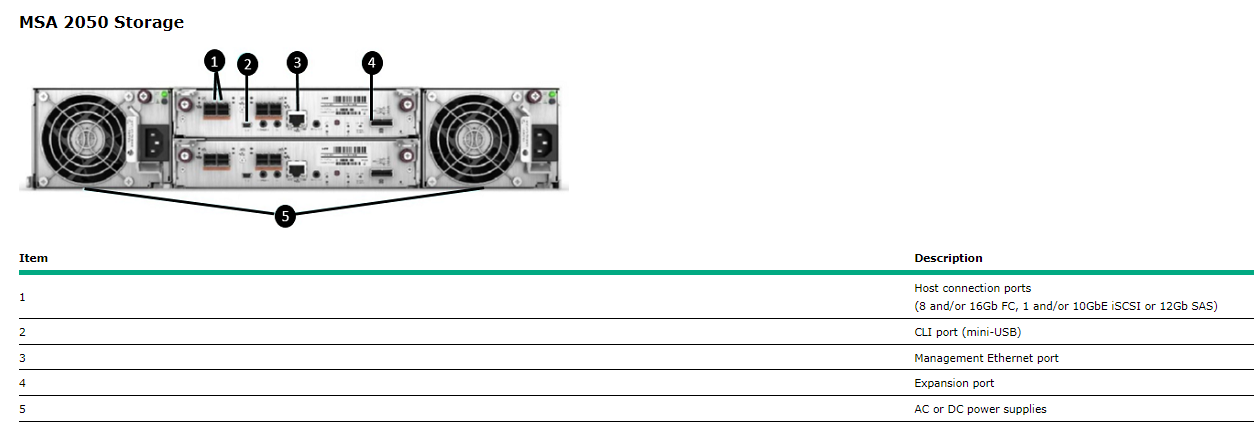 MSA 2050 Storage
1
2
3
4
5
Item Description
1 Host connection ports
(8 and/or 16Gb FC, 1 and/or 10GbE iSCSI or 12Gb SAS)
2 CLI port (mini-USB)
3 Management Ethernet port
4 Expansion port
5 AC or DC power supplies